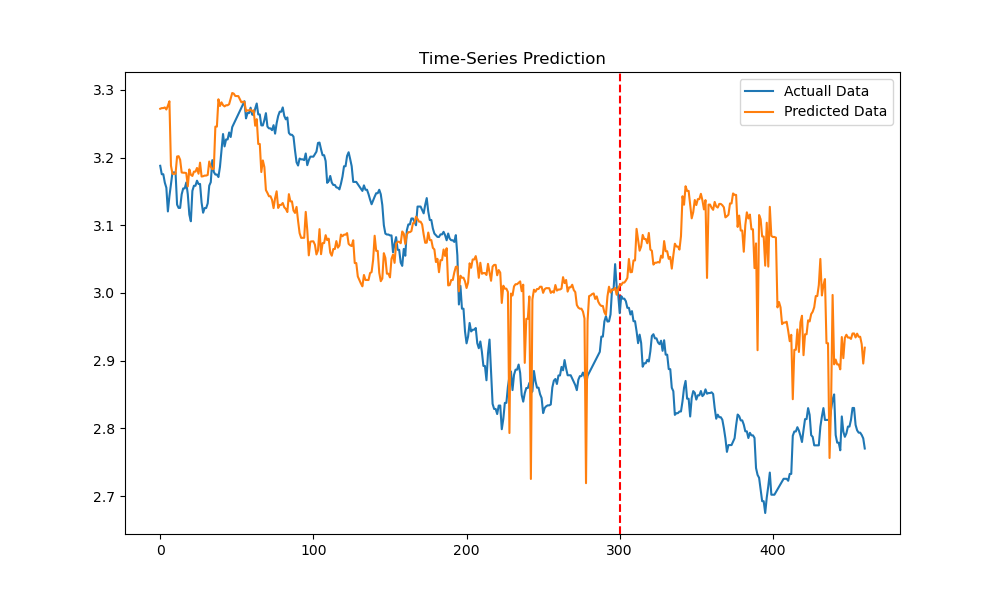 Time-Series Prediction
Actuall Data
Predicted Data
3.3
3.2
3.1
3.0
2.9
2.8
2.7
0 100 200 300 400